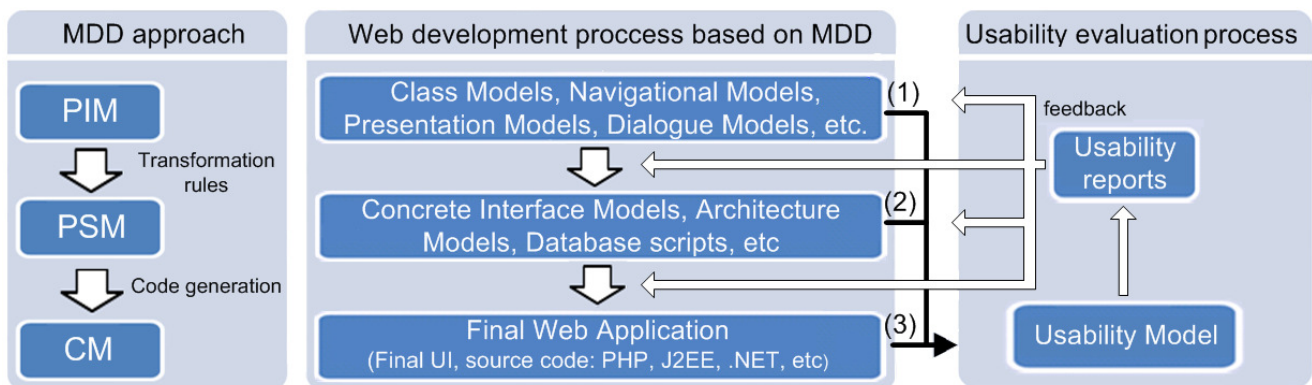 MDD approach
PIM
Transformation
rules
PSM
Code generation
CM
Web development proccess based on MDD
Class Models, Navigational Models,
Presentation Models, Dialogue Models, etc.
(1)
Concrete Interface Models, Architecture
Models, Database scripts, etc
(2)
Final Web Application
(Final UI, source code: PHP, J2EE, .NET, etc)
(3)
Usability evaluation process
feedback
Usability
reports
Usability Model